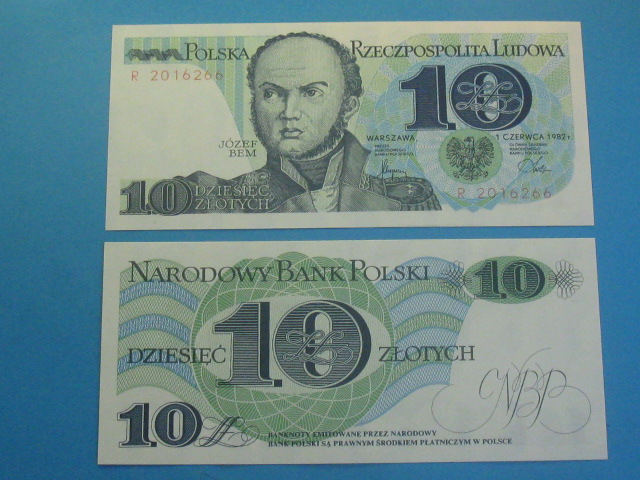 POLSKA RZECZPOSPOLITA LUDOWA
R 2016266
10
JÓZEF
BEM
WARSZAWA 1 CZERWCA 1982 r
R 2016266
10 DZIESIĘĆ
ZŁOTYCH
NARODOWY BANK POLSKI 10
DZIESIĘĆ 10 ZŁOTYCH
NBP
10
BANKNOTY EMITOWANE PRZEZ NARODOWY
BANK POLSKI SĄ PRAWNYM ŚRODKIEM PŁATNICZYM W POLSCE